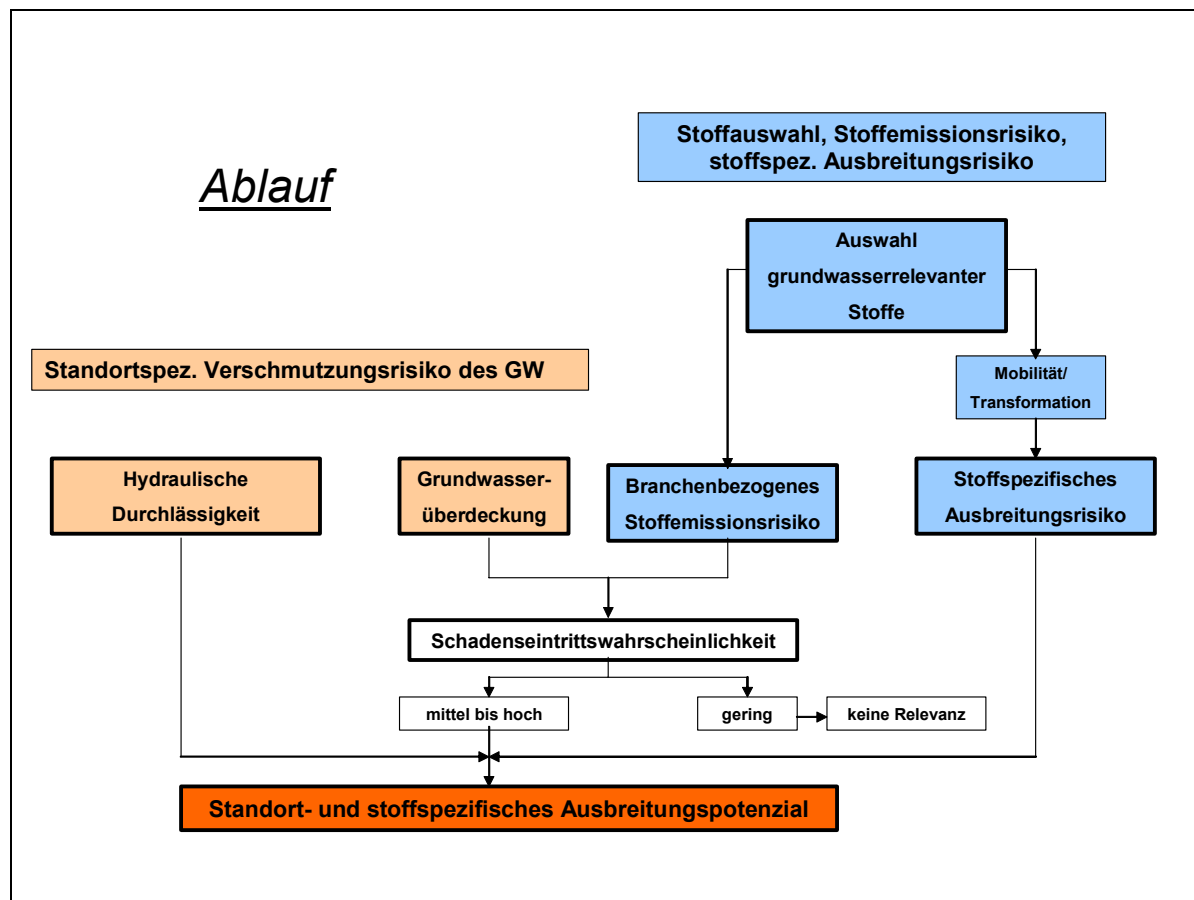 Stoffauswahl, Stoffemissionsrisiko,
stoffspez. Ausbreitungsrisiko
Ablauf
Auswahl
grundwasserrelevanter
Stoffe
Standortspez. Verschmutzungsrisiko des GW
Mobilität/
Transformation
Hydraulische
Durchlässigkeit
Grundwasser-
überdeckung
Branchenbezogenes
Stoffemissionsrisiko
Stoffspezifisches
Ausbreitungsrisiko
Schadenseintrittswahrscheinlichkeit
mittel bis hoch
gering
keine Relevanz
Standort- und stoffspezifisches Ausbreitungspotenzial